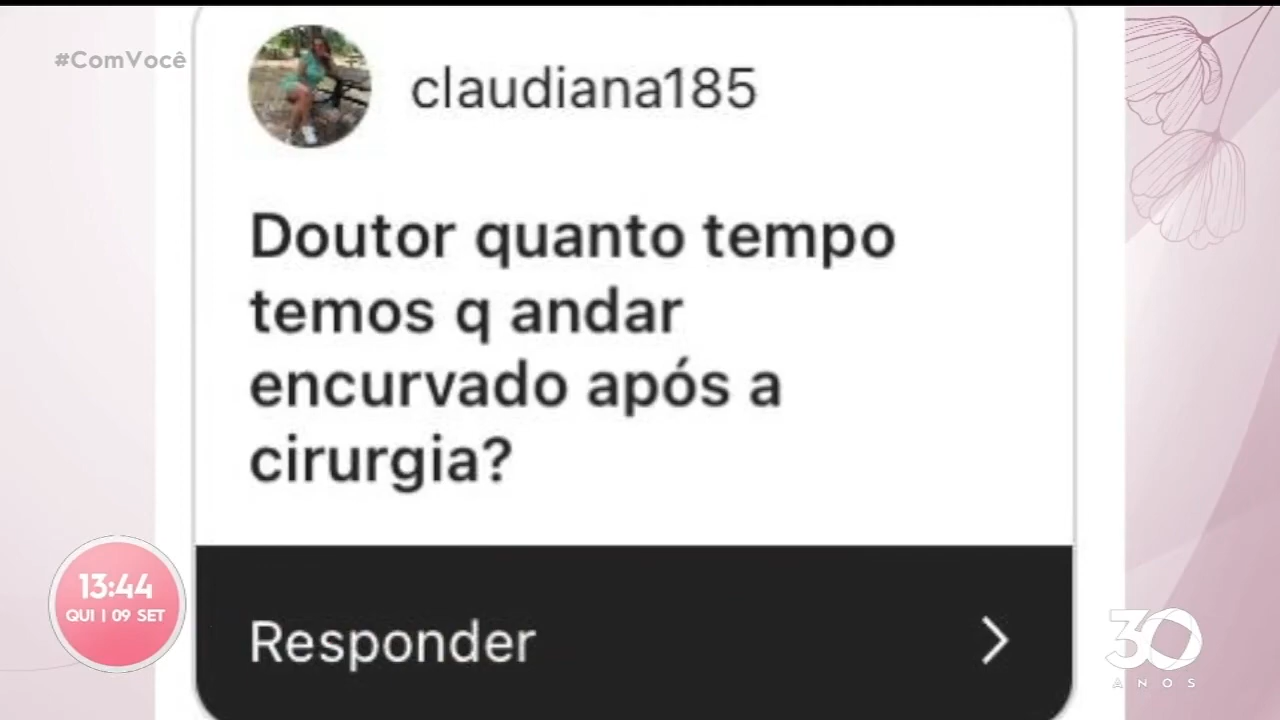 #ComVocê
claudiana185
Doutor quanto tempo
temos q andar
encurvado após a
cirurgia?
Responder
13:44
QUI | 09 SET
30
ANOS